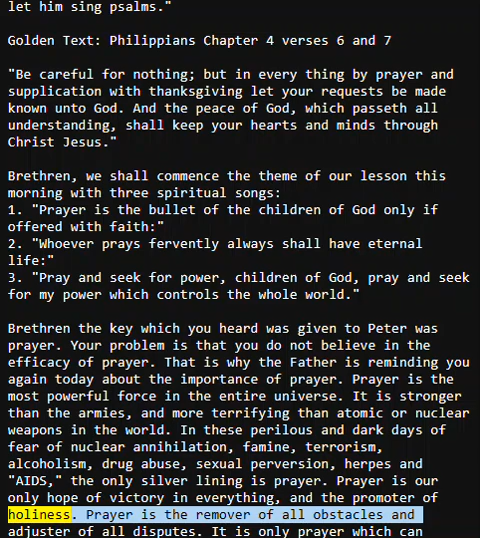 let him sing psalms."
Golden Text: Philippians Chapter 4 verses 6 and 7
"Be careful for nothing; but in every thing by prayer and
supplication with thanksgiving let your requests be made
known unto God. And the peace of God, which passeth all
understanding, shall keep your hearts and minds through
Christ Jesus."
Brethren, we shall commence the theme of our lesson this
morning with three spiritual songs:
1. "Prayer is the bullet of the children of God only if
offered with faith:"
2. "Whoever prays fervently always shall have eternal
life:"
3. "Pray and seek for power, children of God, pray and seek
for my power which controls the whole world."
Brethren the key which you heard was given to Peter was
prayer. Your problem is that you do not believe in the
efficacy of prayer. That is why the Father is reminding you
again today about the importance of prayer. Prayer is the
most powerful force in the entire universe. It is stronger
than the armies, and more terrifying than atomic or nuclear
weapons in the world. In these perilous and dark days of
fear of nuclear annihilation, famine, terrorism,
alcoholism, drug abuse, sexual perversion, herpes and
"AIDS," the only silver lining is prayer. Prayer is our
only hope of victory in everything, and the promoter of
holiness. Prayer is the remover of all obstacles and
adjuster of all disputes. It is only prayer which can